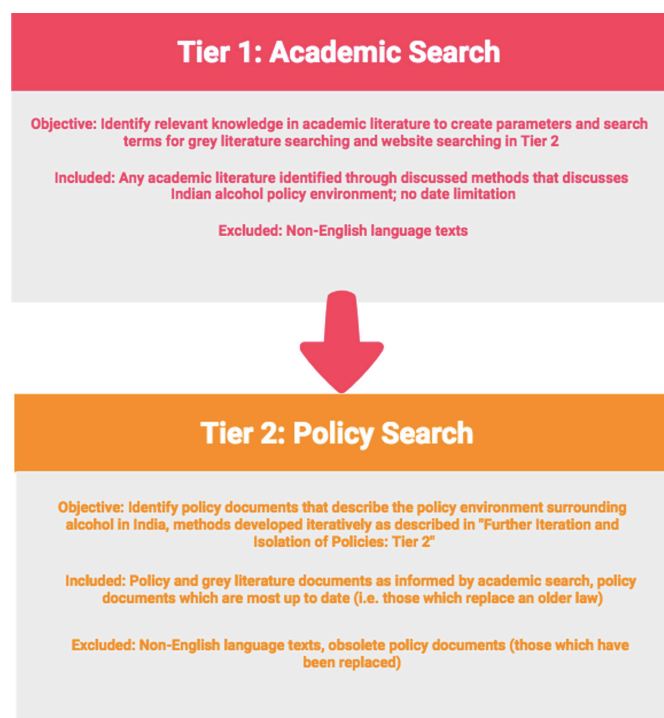 Tier 1: Academic Search
Objective: Identify relevant knowledge in academic literature to create parameters and search
terms for grey literature searching and website searching in Tier 2
Included: Any academic literature identified through discussed methods that discusses
Indian alcohol policy environment; no date limitation
Excluded: Non-English language texts
Tier 2: Policy Search
Objective: Identify policy documents that describe the policy environment surrounding
alcohol in India, methods developed iteratively as described in "Further Iteration and
Isolation of Policies: Tier 2"
Included: Policy and grey literature documents as informed by academic search, policy
documents which are most up to date (i.e. those which replace an older law)
Excluded: Non-English language texts, obsolete policy documents (those which have
been replaced)